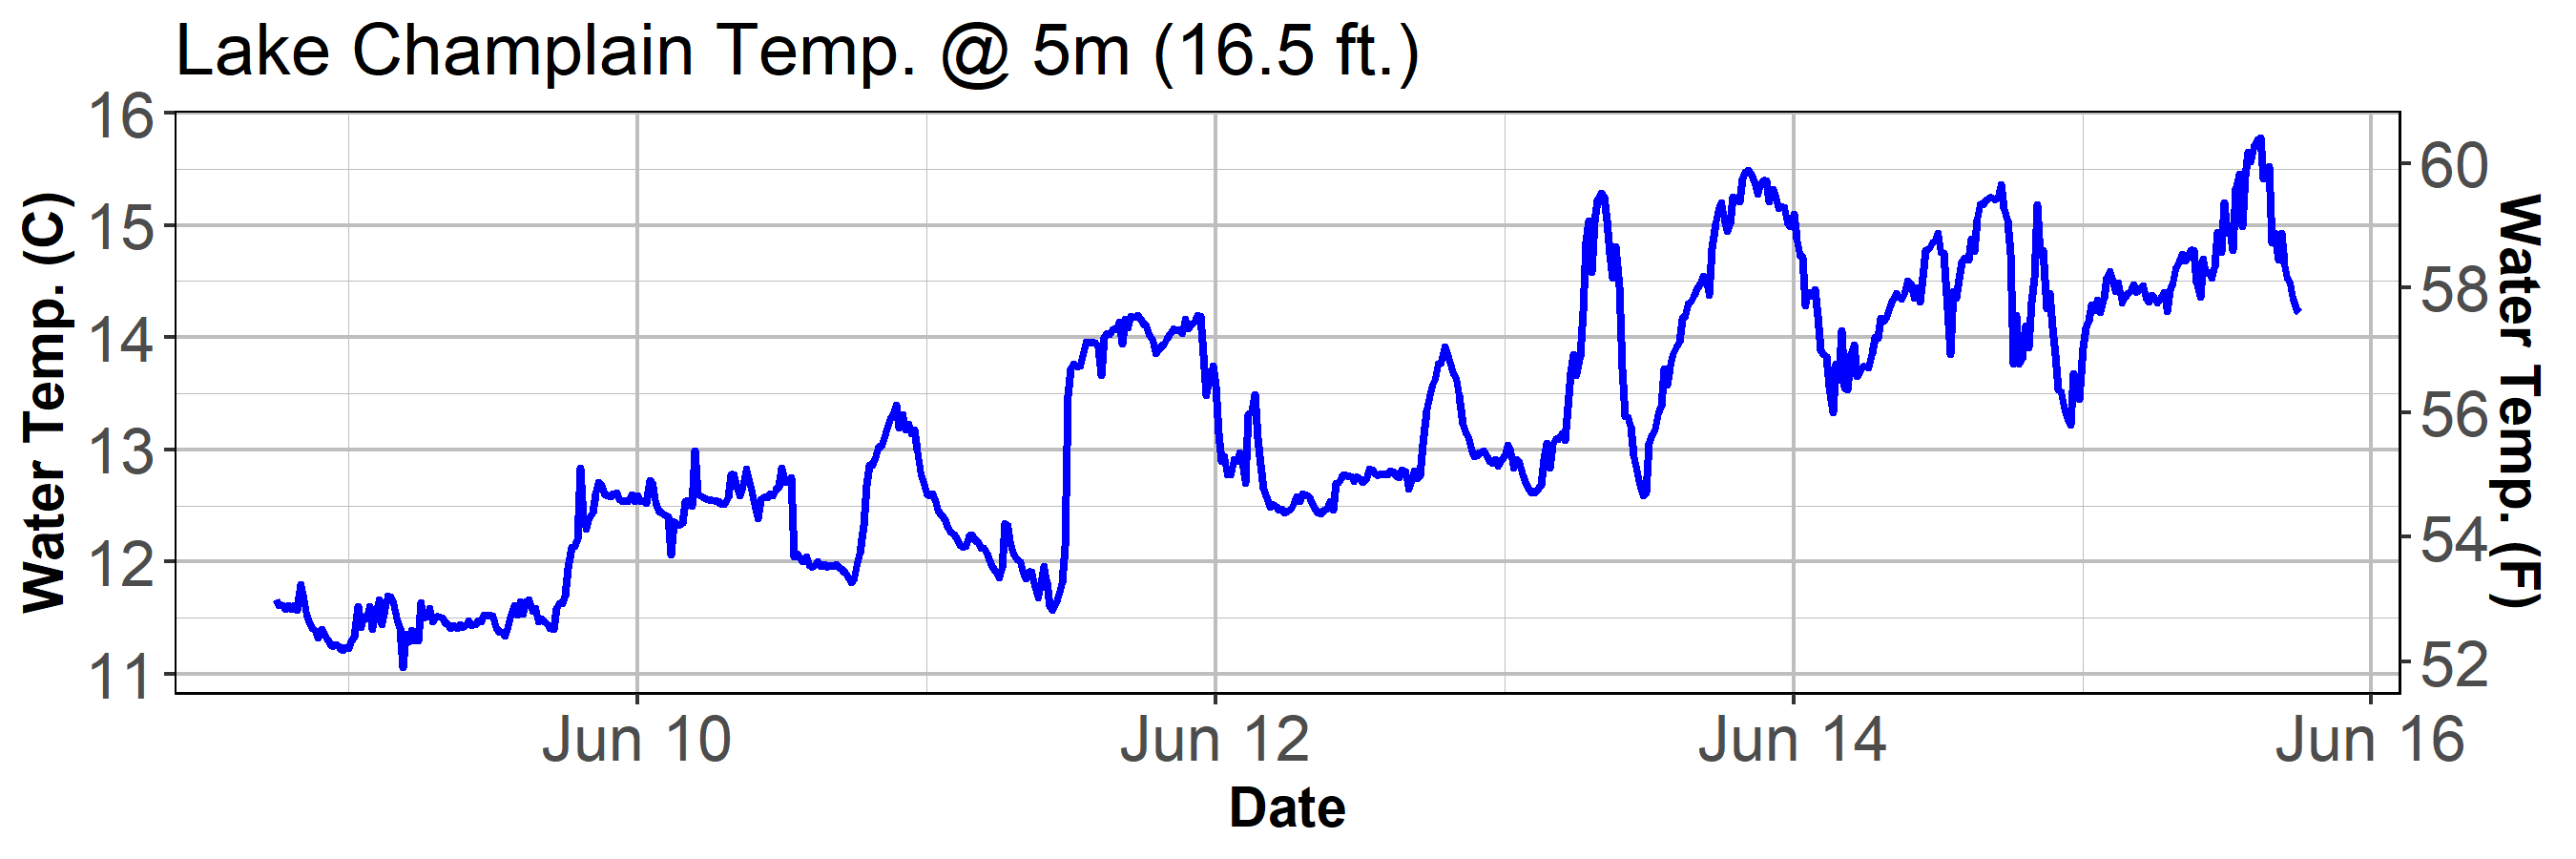 Lake Champlain Temp. @ 5m (16.5 ft.)
Water Temp. (C)
16
15
14
13
12
11
60
58
56
54
52
Water Temp. (F)
Jun 10
Jun 12
Jun 14
Jun 16
Date